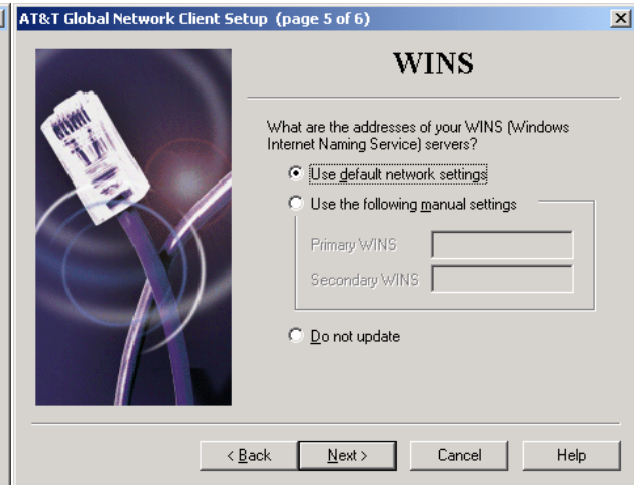 AT&T Global Network Client Setup (page 5 of 6)
WINS
What are the addresses of your WINS (Windows
Internet Naming Service) servers?
Use default network settings
Use the following manual settings
Primary WINS
Secondary WINS
Do not update
< Back Next > Cancel Help